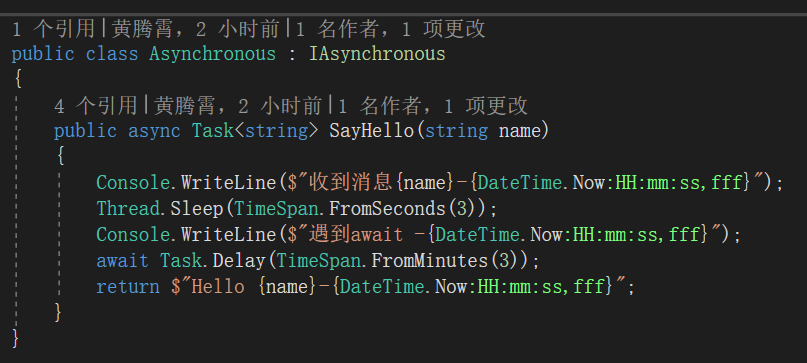 1 个引用|黄腾霄，2 小时前|1 名作者，1 项更改
public class Asynchronous : IAsynchronous
{
4 个引用|黄腾霄，2 小时前|1 名作者，1 项更改
public async Task<string> SayHello(string name)
{
Console.WriteLine($"收到消息{name}-{DateTime.Now:HH:mm:ss,fff}");
Thread.Sleep(TimeSpan.FromSeconds(3));
Console.WriteLine($"遇到await -{DateTime.Now:HH:mm:ss,fff}");
await Task.Delay(TimeSpan.FromMinutes(3));
return $"Hello {name}-{DateTime.Now:HH:mm:ss,fff}";
}
}